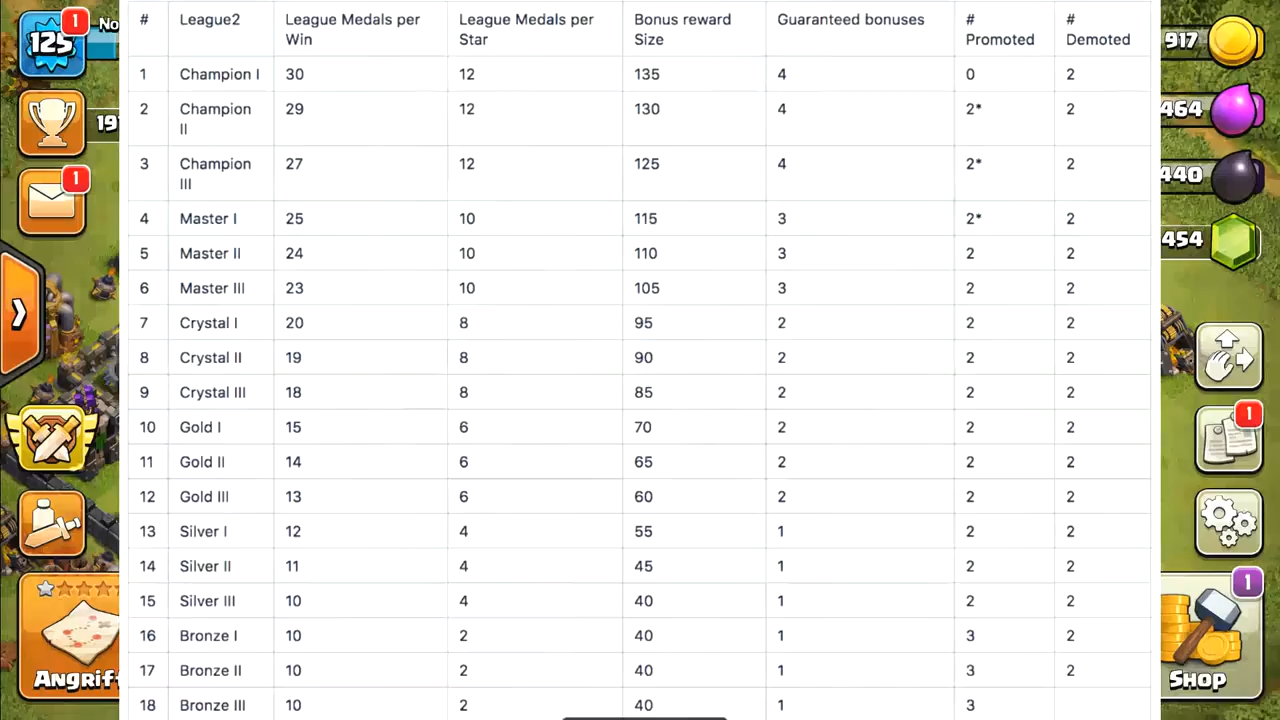 # League2 League Medals per Win League Medals per Star Bonus reward Size Guaranteed bonuses # Promoted # Demoted
1 Champion I 30 12 135 4 0 2
2 Champion II 29 12 130 4 2* 2
3 Champion III 27 12 125 4 2* 2
4 Master I 25 10 115 3 2* 2
5 Master II 24 10 110 3 2 2
6 Master III 23 10 105 3 2 2
7 Crystal I 20 8 95 2 2 2
8 Crystal II 19 8 90 2 2 2
9 Crystal III 18 8 85 2 2 2
10 Gold I 15 6 70 2 2 2
11 Gold II 14 6 65 2 2 2
12 Gold III 13 6 60 2 2 2
13 Silver I 12 4 55 1 2 2
14 Silver II 11 4 45 1 2 2
15 Silver III 10 4 40 1 2 2
16 Bronze I 10 2 40 1 3 2
17 Bronze II 10 2 40 1 3 2
18 Bronze III 10 2 40 1 3
125
1
No
19
1
Angriff
917
464
440
454
1
1
Shop